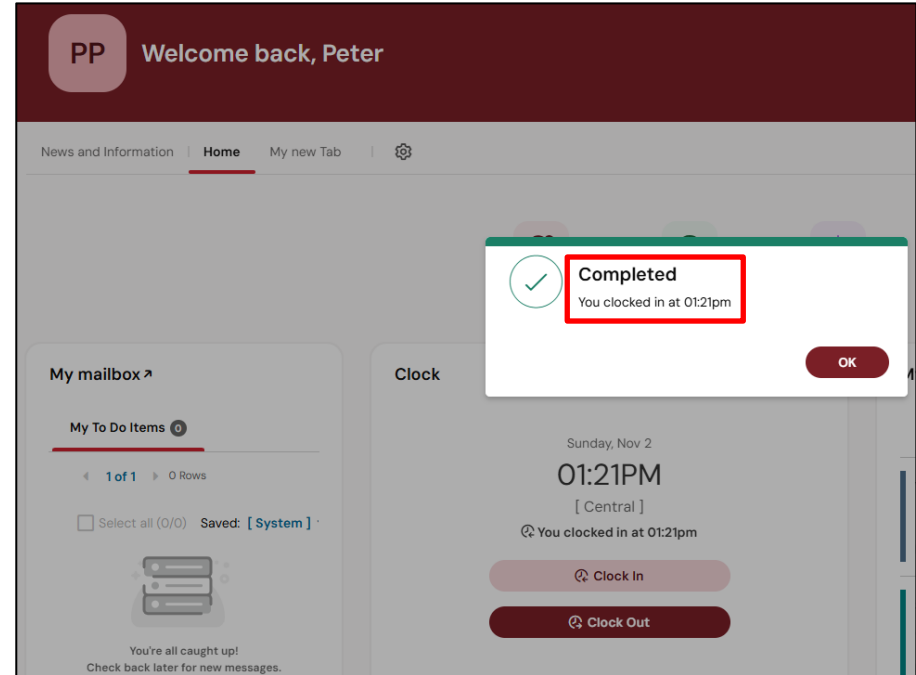 PP
Welcome back, Peter
News and Information
Home
My new Tab
Completed
You clocked in at 01:21pm
OK
My mailbox
My To Do Items 0
1 of 1 0 Rows
Select all (0/0) Saved: [ System ]
You're all caught up!
Check back later for new messages.
Clock
Sunday, Nov 2
01:21PM
[ Central ]
You clocked in at 01:21pm
Clock In
Clock Out